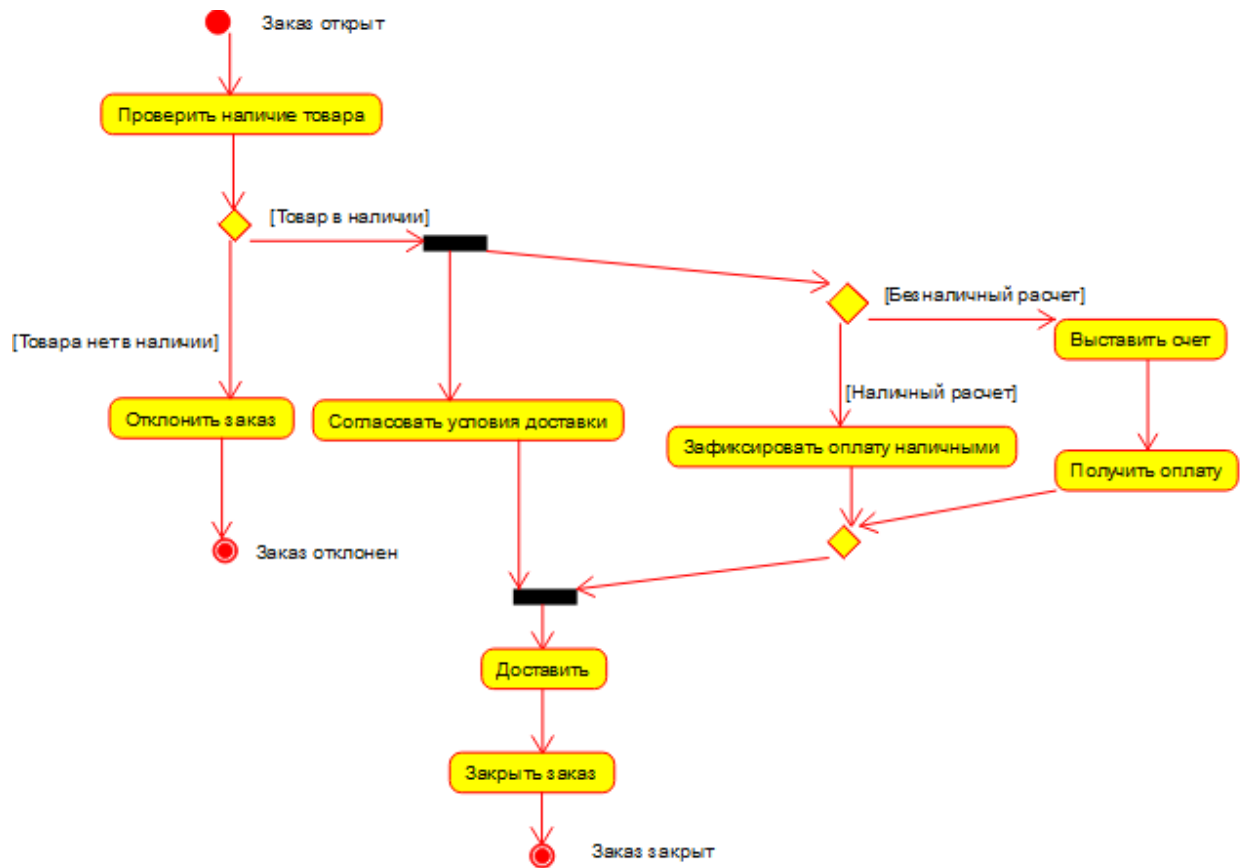 Заказ открыт
Проверить наличие товара
[Товар в наличии]
[Безналичный расчет]
Выставить счет
[Товара нет в наличии]
[Наличный расчет]
Отклонить заказ
Согласовать условия доставки
Зафиксировать оплату наличными
Получить оплату
Заказ отклонен
Доставить
Закрыть заказ
Заказ закрыт